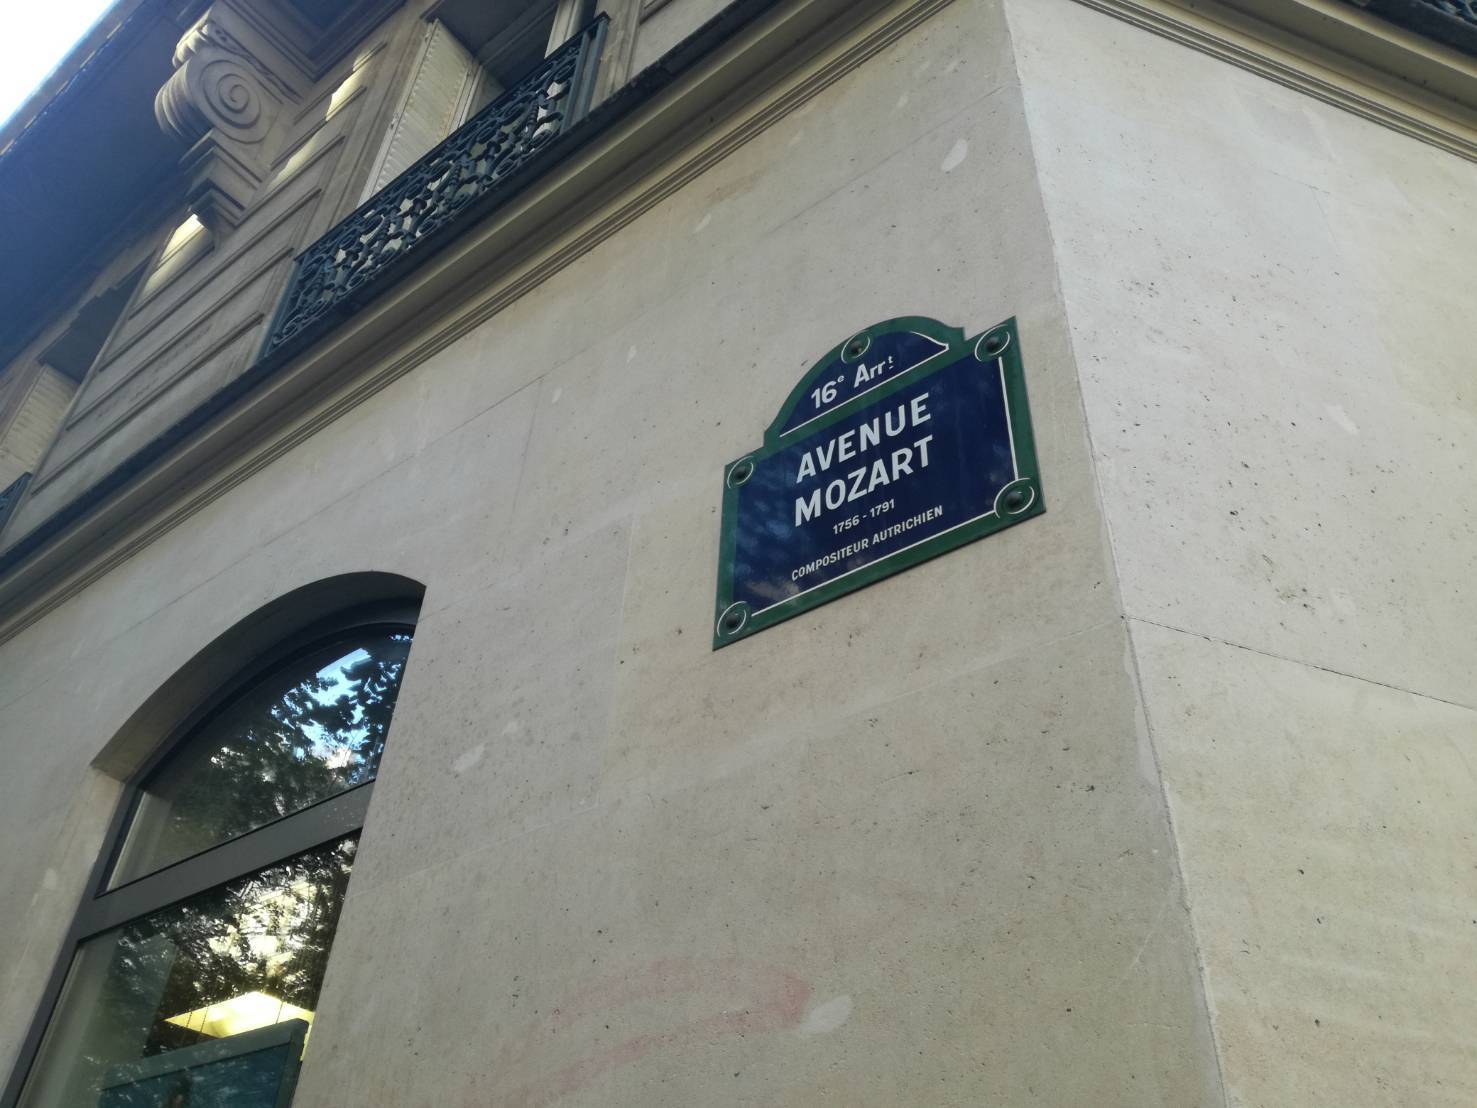 16e Arrt
AVENUE
MOZART
1756 - 1791
COMPOSITEUR AUTRICHIEN